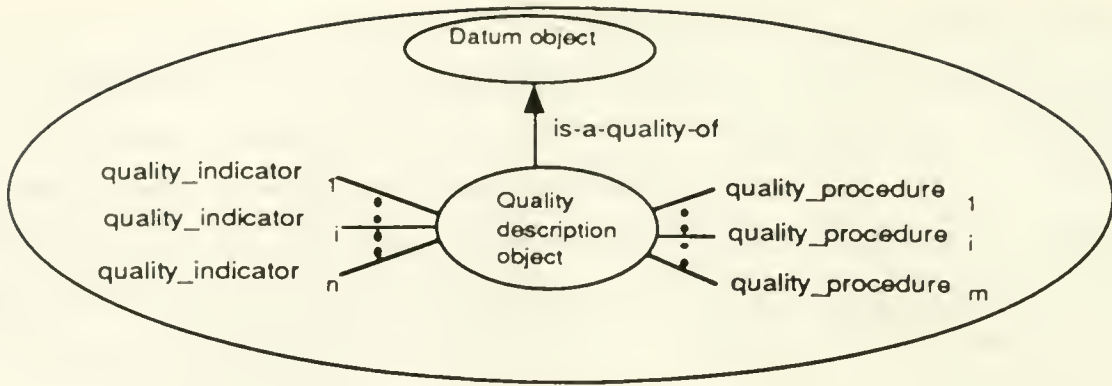 Datum object
is-a-quality-of
quality_indicator 1
quality_indicator i
quality_indicator n
Quality
description
object
quality_procedure 1
quality_procedure i
quality_procedure m